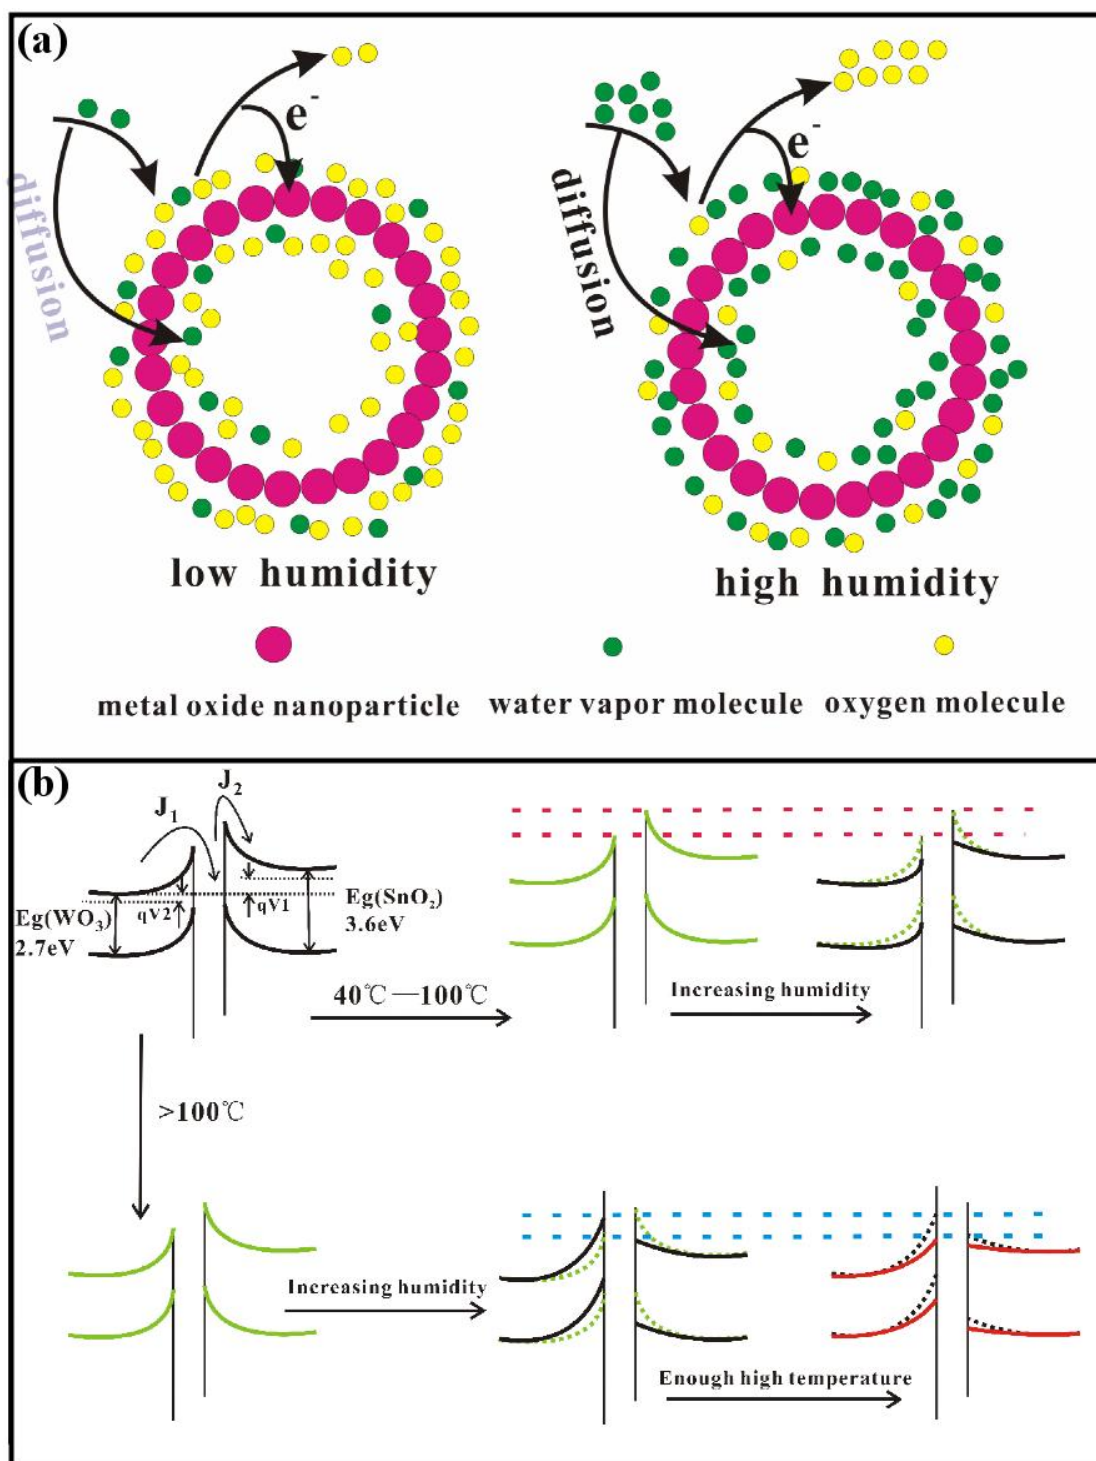 (a)
e-
e-
diffusion
diffusion
low humidity
high humidity
metal oxide nanoparticle
water vapor molecule
oxygen molecule
(b)
J2
J1
Eg(WO3)
2.7eV
qV2
qV1
Eg(SnO2)
3.6eV
40℃—100℃
Increasing humidity
>100℃
Increasing humidity
Enough high temperature